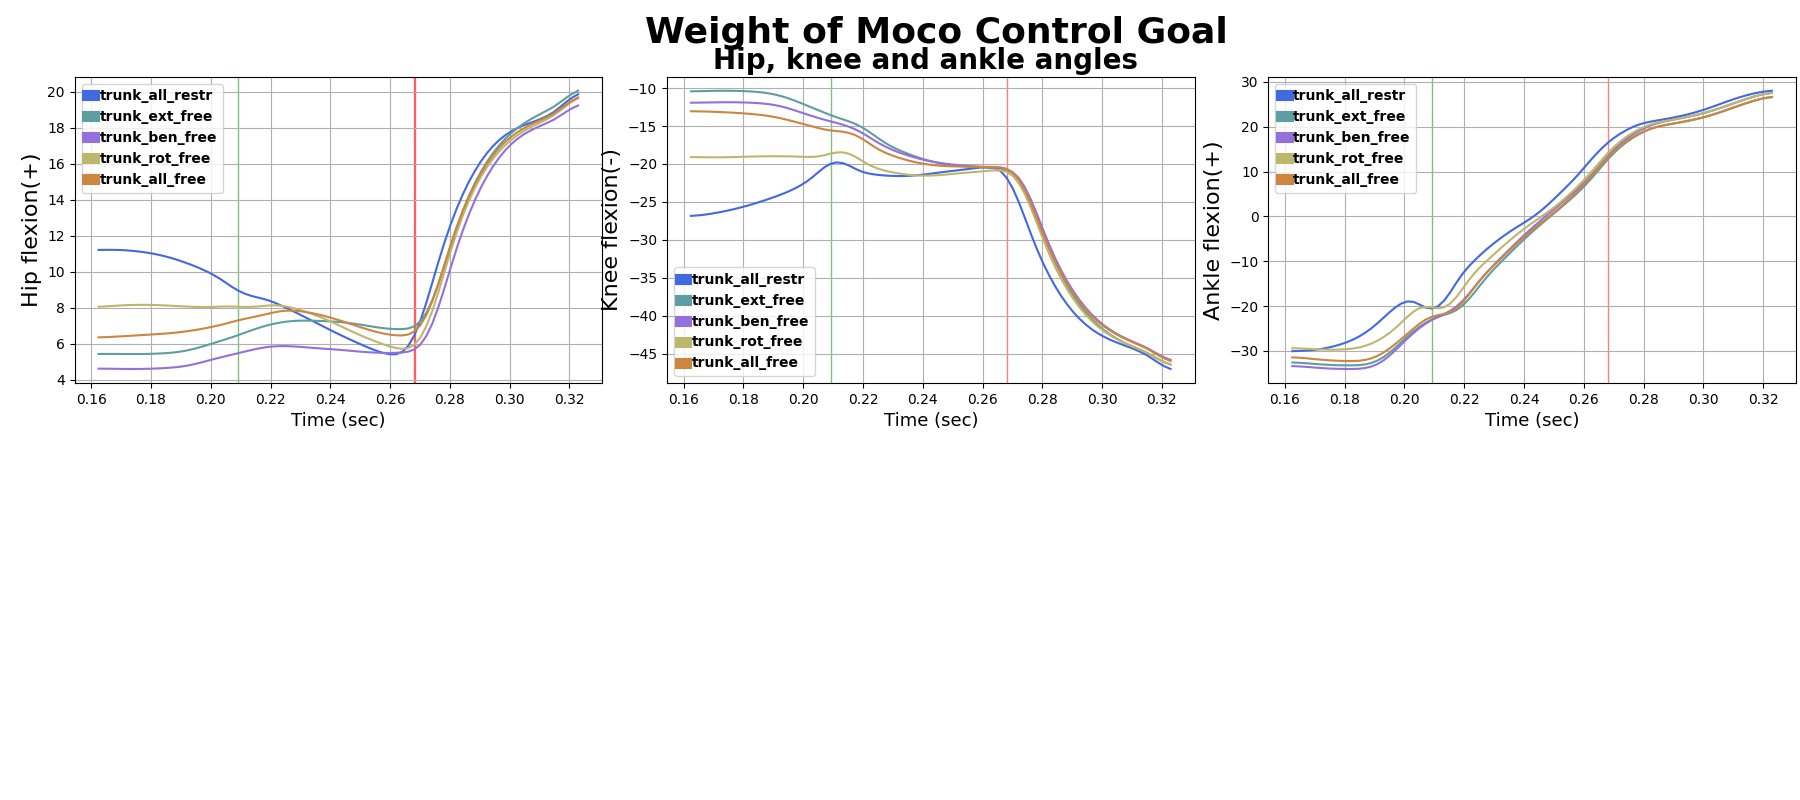 Weight of Moco Control Goal
Hip, knee and ankle angles
Hip flexion(+)
20
18
16
14
12
10
8
6
4
trunk_all_restr
trunk_ext_free
trunk_ben_free
trunk_rot_free
trunk_all_free
0.16 0.18 0.20 0.22 0.24 0.26 0.28 0.30 0.32
Time (sec)
Knee flexion(-)
−10
−15
−20
−25
−30
−35
−40
−45
trunk_all_restr
trunk_ext_free
trunk_ben_free
trunk_rot_free
trunk_all_free
0.16 0.18 0.20 0.22 0.24 0.26 0.28 0.30 0.32
Time (sec)
Ankle flexion(+)
30
20
10
0
−10
−20
−30
trunk_all_restr
trunk_ext_free
trunk_ben_free
trunk_rot_free
trunk_all_free
0.16 0.18 0.20 0.22 0.24 0.26 0.28 0.30 0.32
Time (sec)